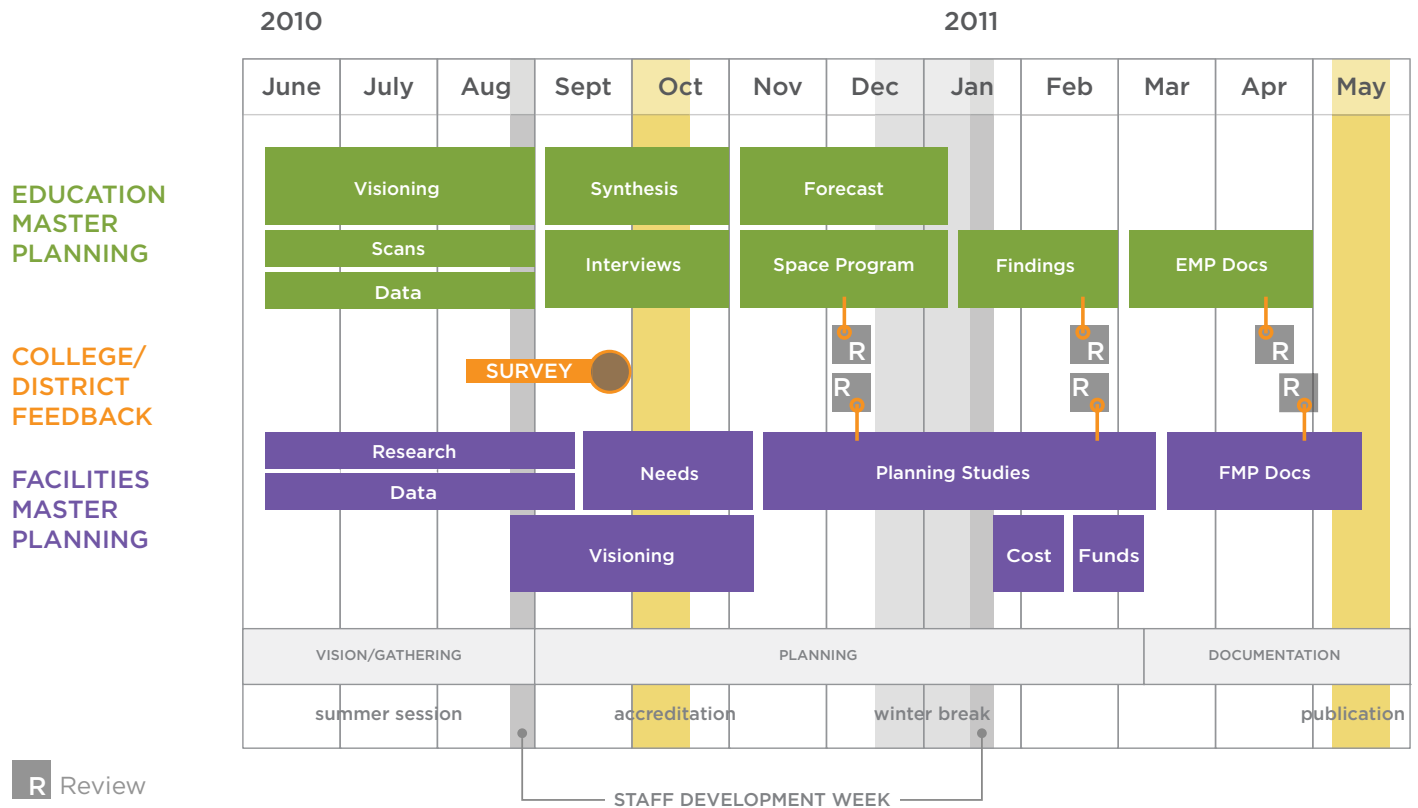 2010
2011
June July Aug Sept Oct Nov Dec Jan Feb Mar Apr May
EDUCATION
MASTER
PLANNING
Visioning
Synthesis
Forecast
Scans
Interviews
Space Program
Findings
EMP Docs
Data
COLLEGE/
DISTRICT
FEEDBACK
SURVEY
R R R
R R R
FACILITIES
MASTER
PLANNING
Research
Data
Needs
Planning Studies
FMP Docs
Visioning
Cost
Funds
VISION/GATHERING
PLANNING
DOCUMENTATION
summer session
accreditation
winter break
publication
R Review
STAFF DEVELOPMENT WEEK